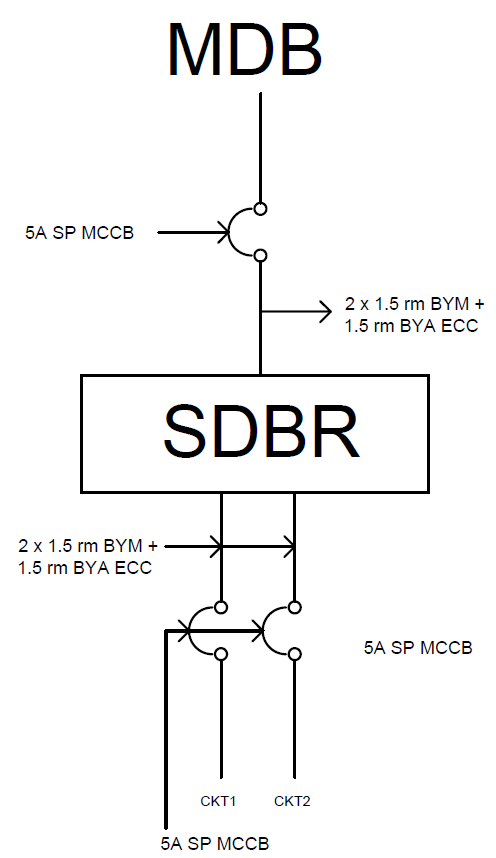 MDB
5A SP MCCB
2 x 1.5 rm BYM +
1.5 rm BYA ECC
SDBR
2 x 1.5 rm BYM +
1.5 rm BYA ECC
5A SP MCCB
CKT1
CKT2
5A SP MCCB